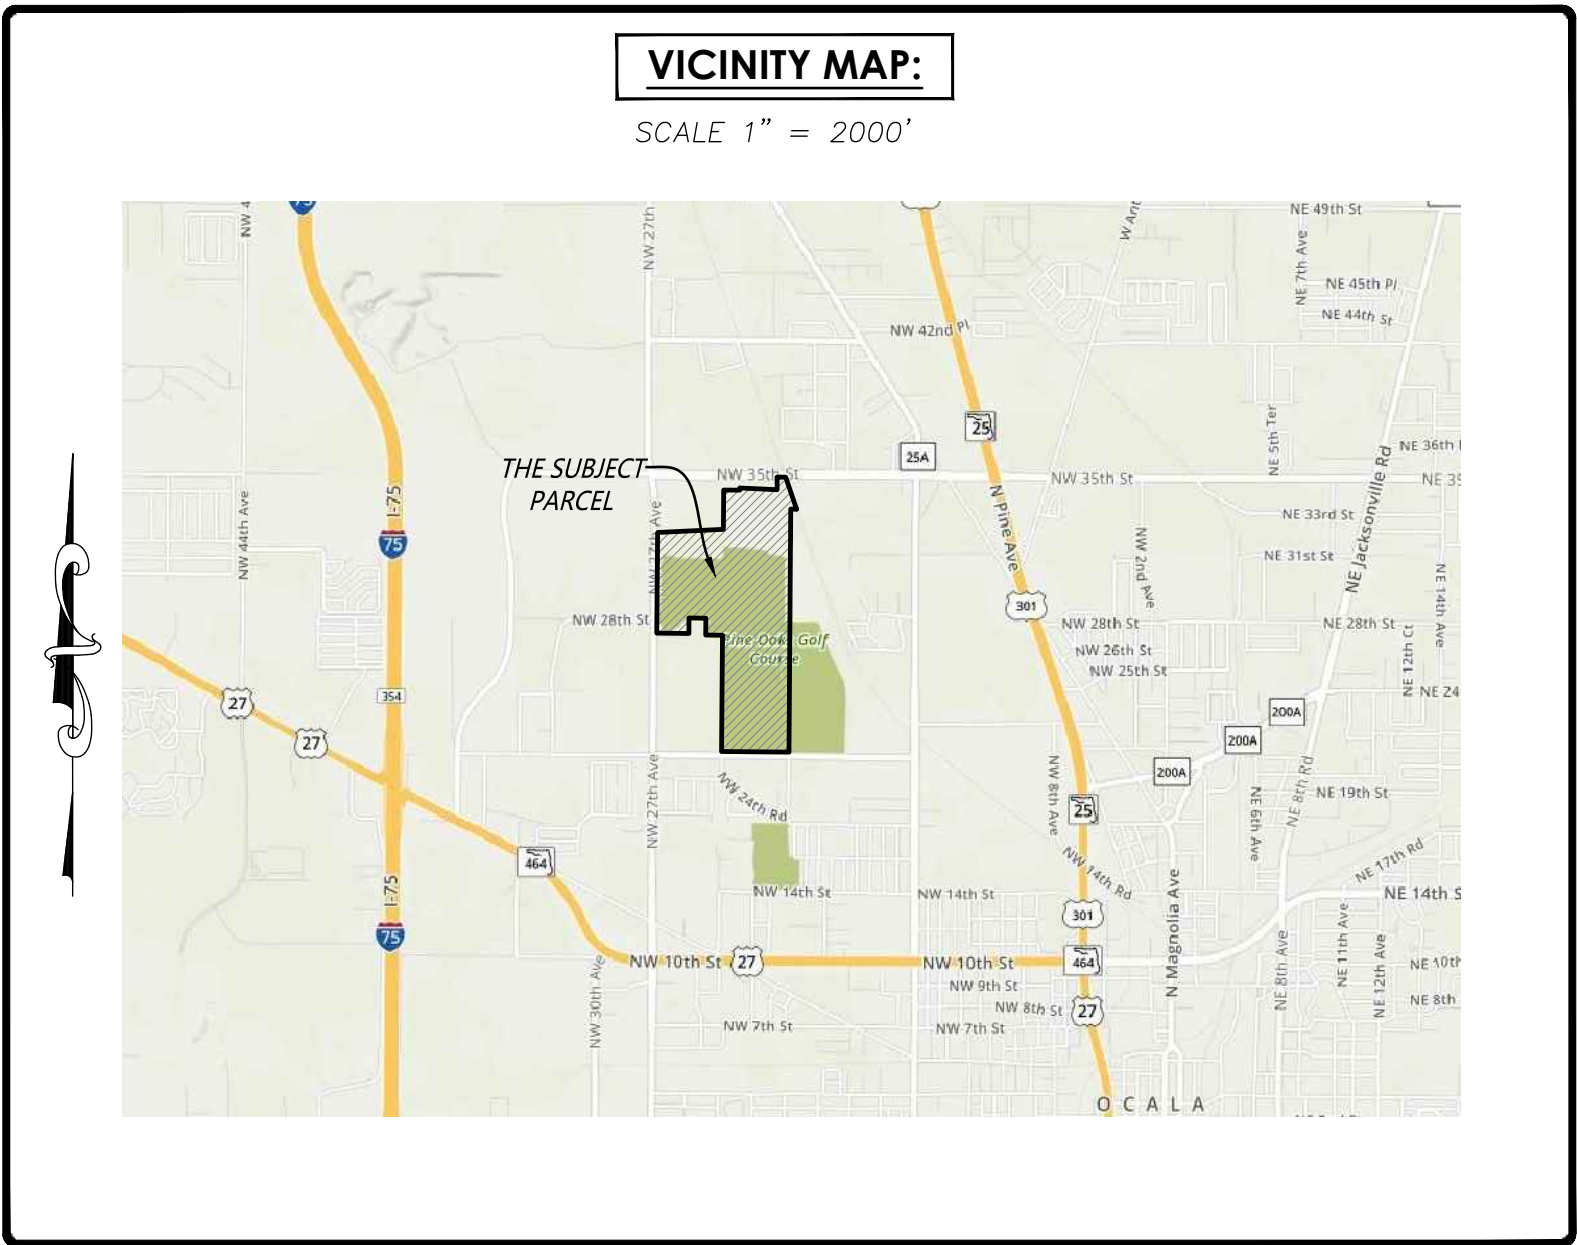 VICINITY MAP:
SCALE 1" = 2000'
75
NW 4
NW 27th
W Ant
NE 49th St
NE 7th Ave
NE 45th Pl
NE 44th St
NW 42nd Pl
25
25A
NE 5th Ter
NE 36th
THE SUBJECT
PARCEL
NW 35th St
NW 35th St
NE 35
NW 44th Ave
I-75
75
NW 27th Ave
N Pine Ave
NE 33rd St
NE 31st St
NE Jacksonville Rd
NW 2nd Ave
NE 14th Ave
301
NW 28th St
NW 28th St
NE 28th St
Pine Oaks Golf
Course
NW 26th St
NW 25th St
NE 12th Ct
NE 24
27
354
27
200A
200A
200A
NW 27th Ave
NW 24th Rd
NW 8th Ave
25
NE 6th Ave
NE 8th Rd
NE 19th St
464
NW 14th Rd
NE 17th Rd
I-75
NW 14th St
NW 14th St
NE 14th S
301
N Magnolia Ave
NE 11th Ave
75
NW 10th St
27
NW 10th St
464
NE 8th Ave
NE 12th Ave
NE 10th
NW 30th Ave
NW 9th St
NW 8th St
27
NE 8th
NW 7th St
NW 7th St
OCALA